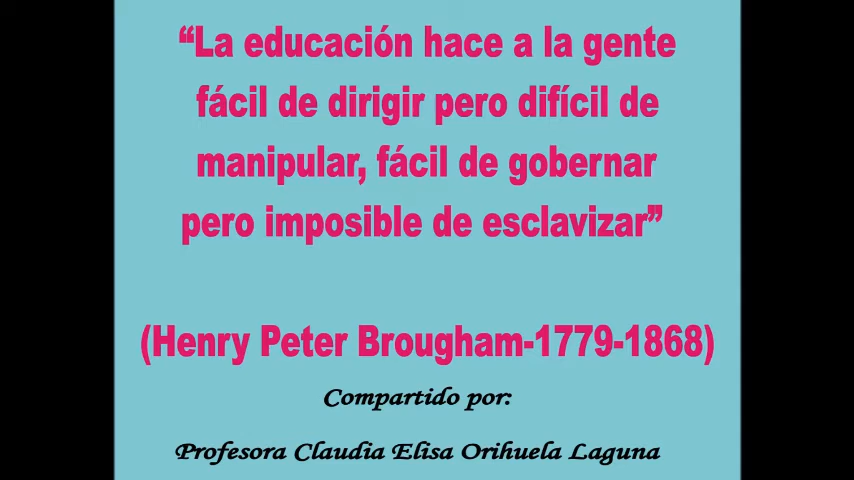 “La educación hace a la gente
fácil de dirigir pero difícil de
manipular, fácil de gobernar
pero imposible de esclavizar”
(Henry Peter Brougham-1779-1868)
Compartido por:
Profesora Claudia Elisa Orihuela Laguna